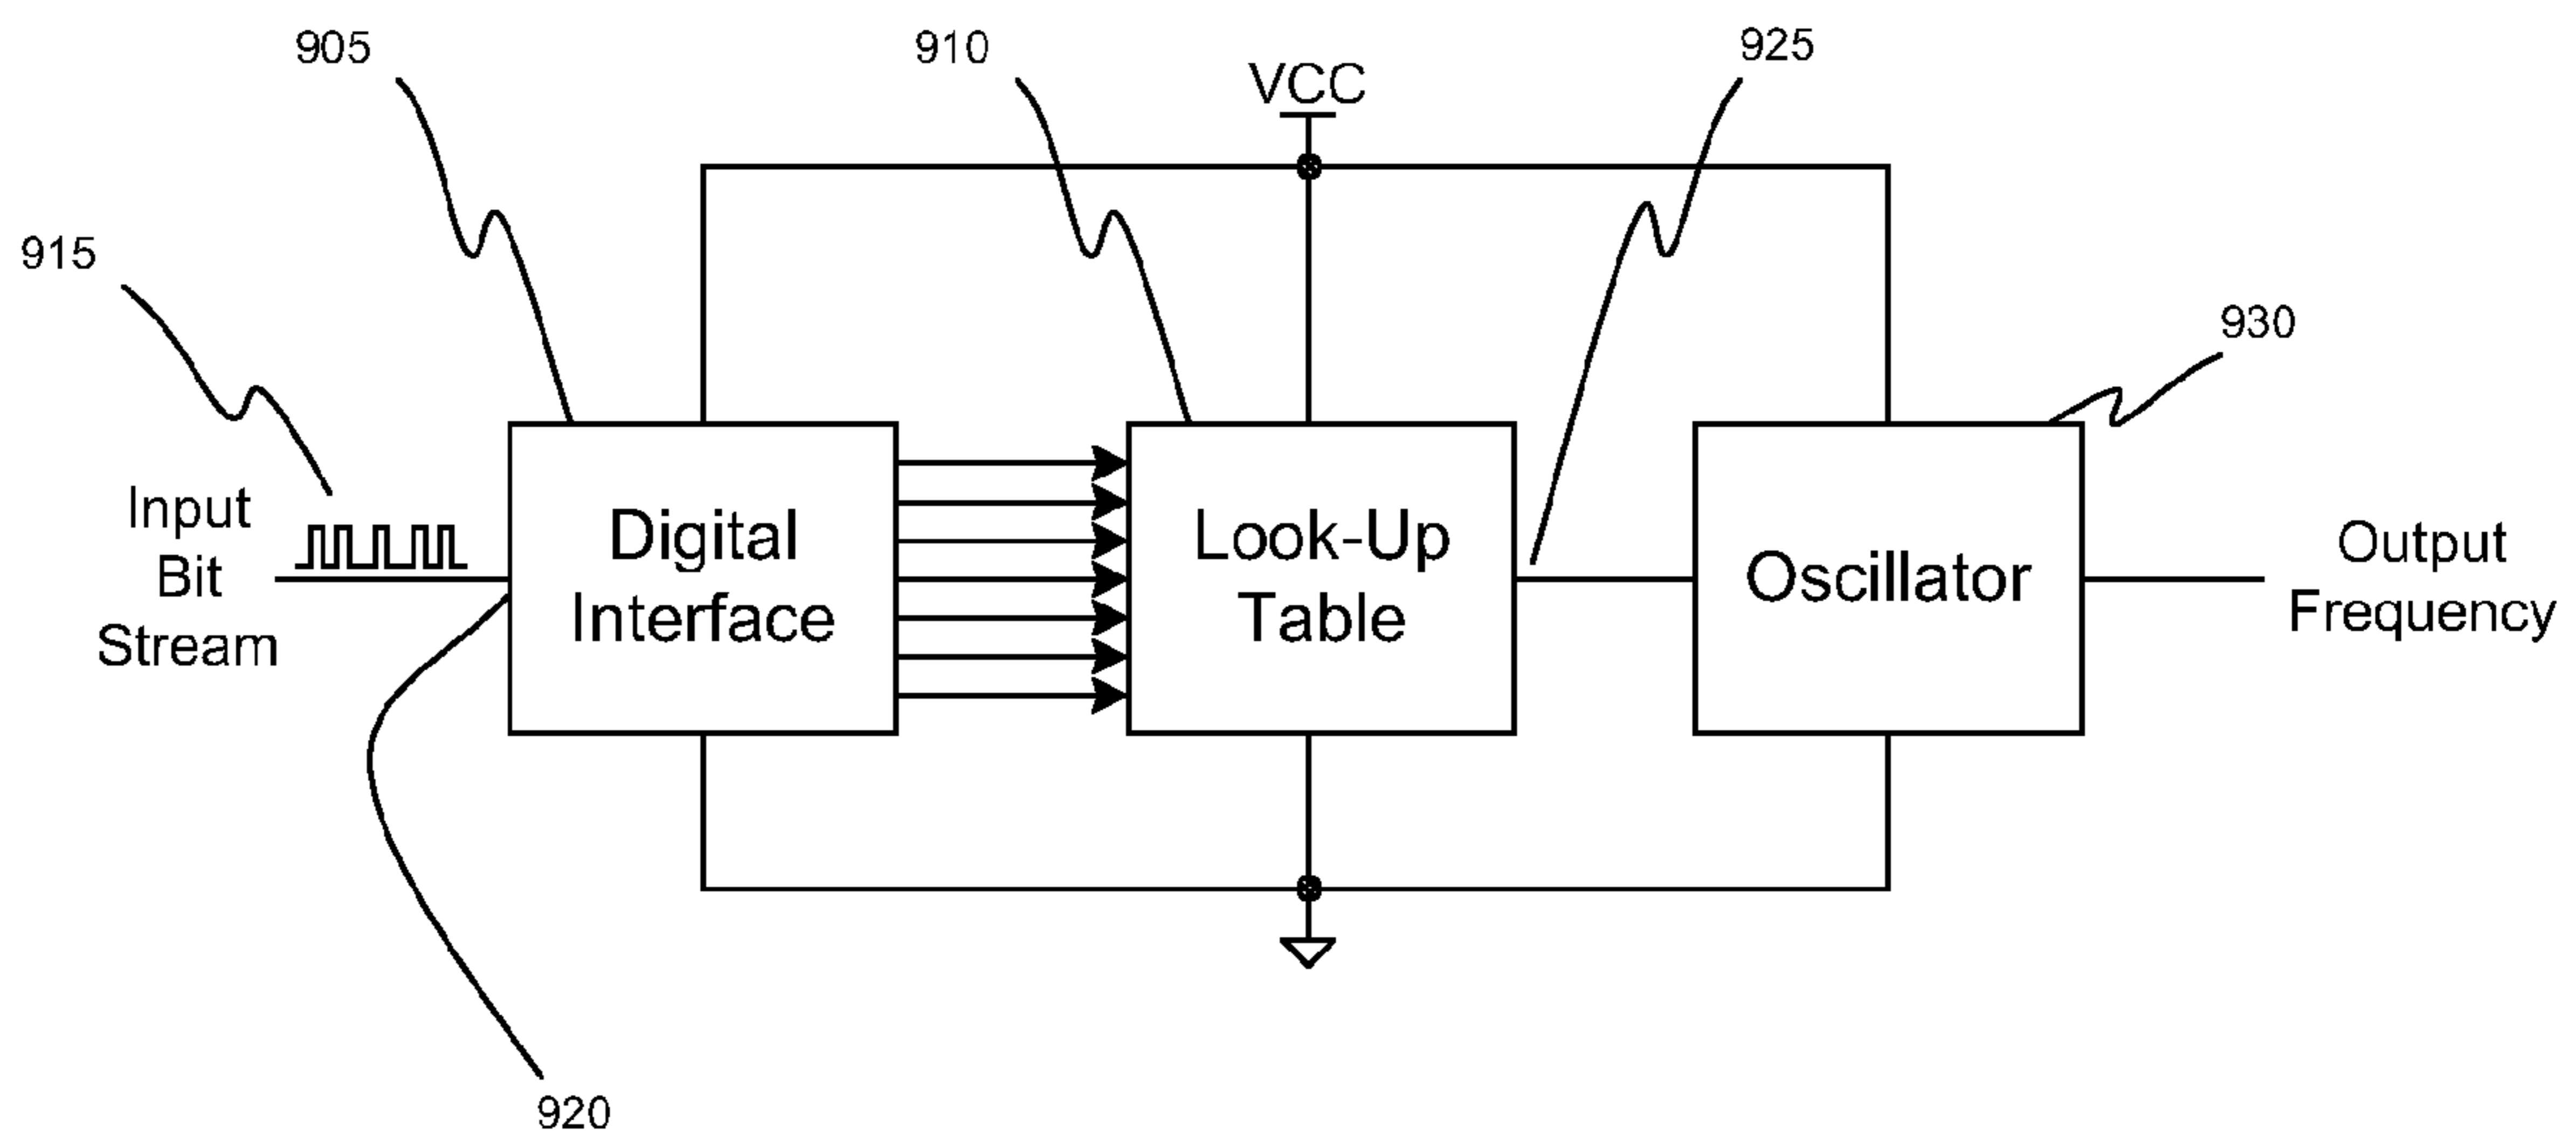 905
910
925
VCC
915
930
Input
Bit
Stream
Digital
Interface
Look-Up
Table
Oscillator
Output
Frequency
920